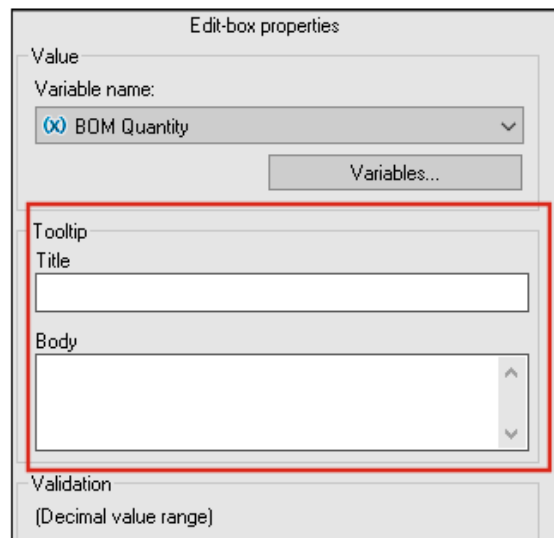 Edit-box properties
Value
Variable name:
(x) BOM Quantity
Variables...
Tooltip
Title
Body
Validation
(Decimal value range)